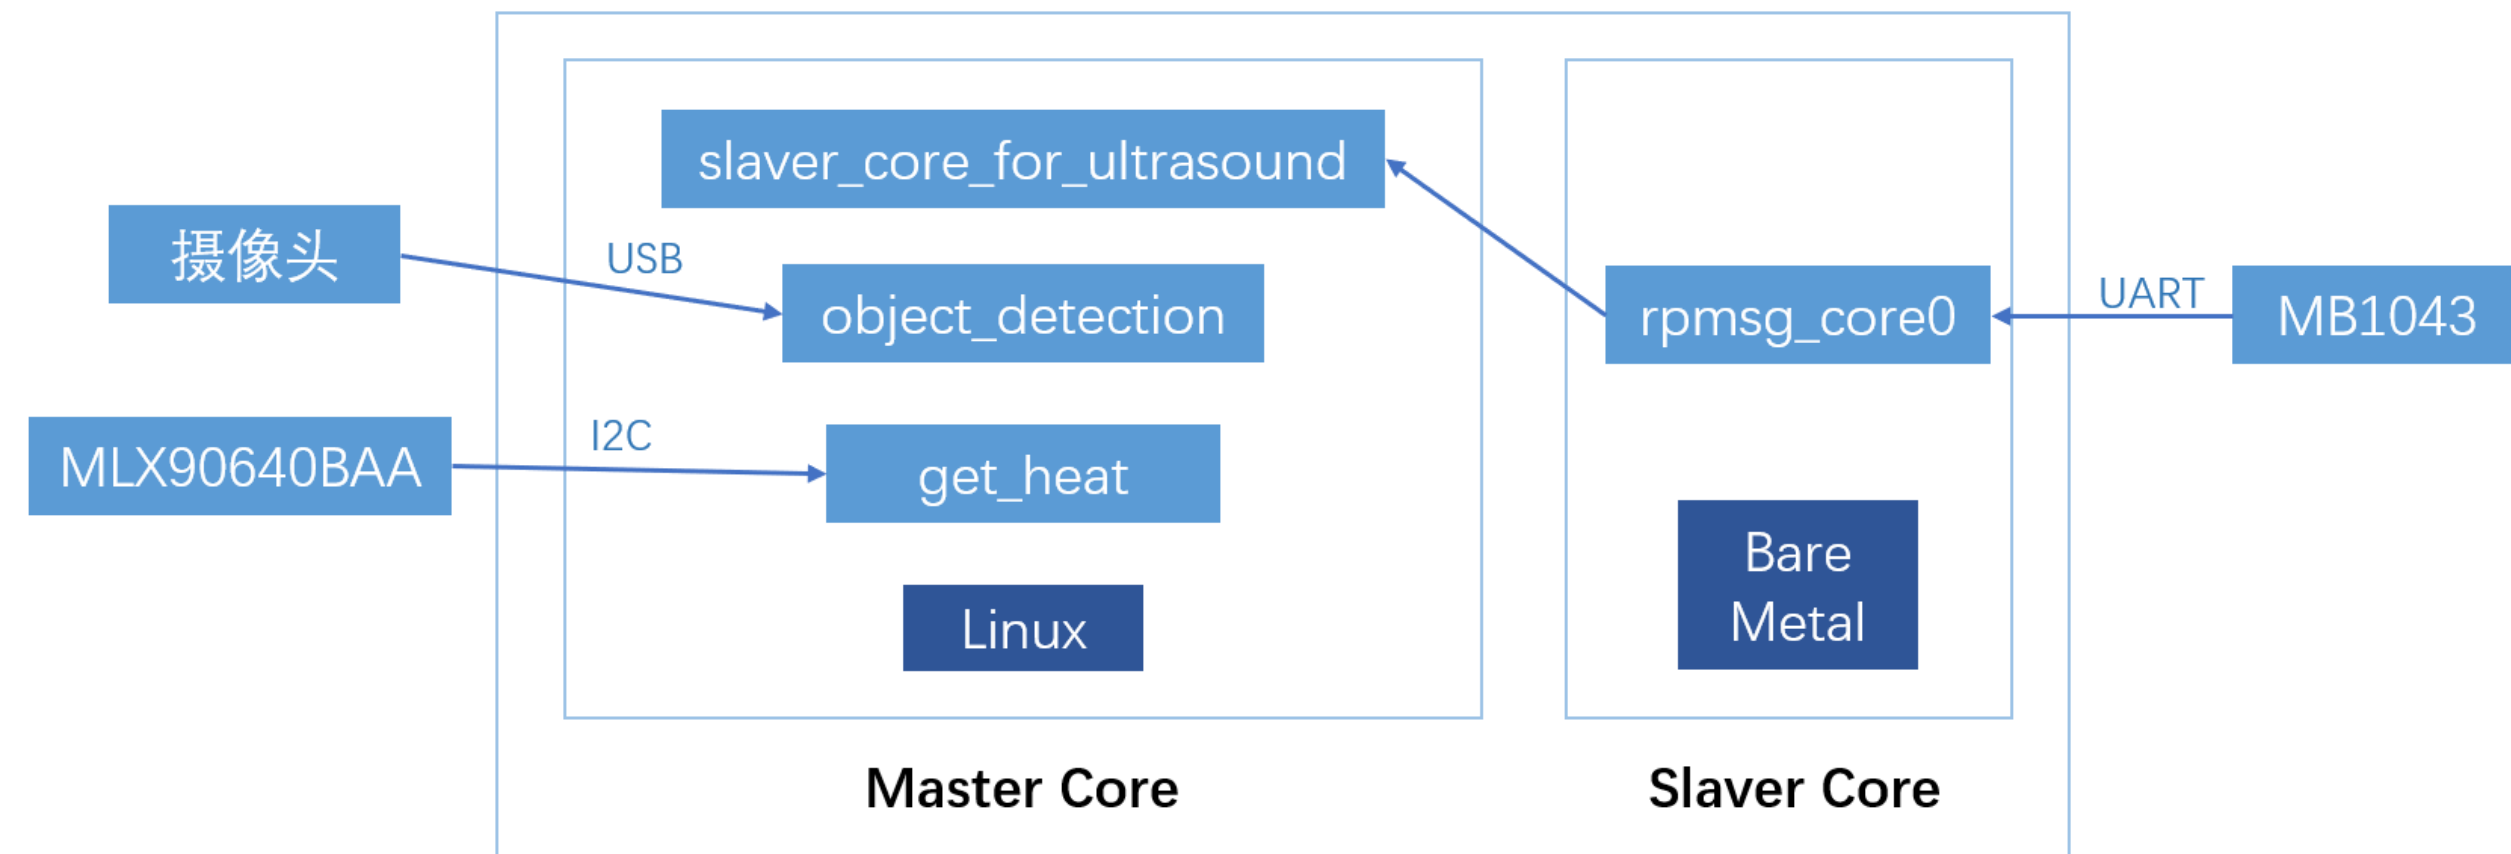 slaver_core_for_ultrasound
摄像头
USB
object_detection
rpmsg_core0
UART
MB1043
MLX90640BAA
I2C
get_heat
Linux
Bare
Metal
Master Core
Slaver Core